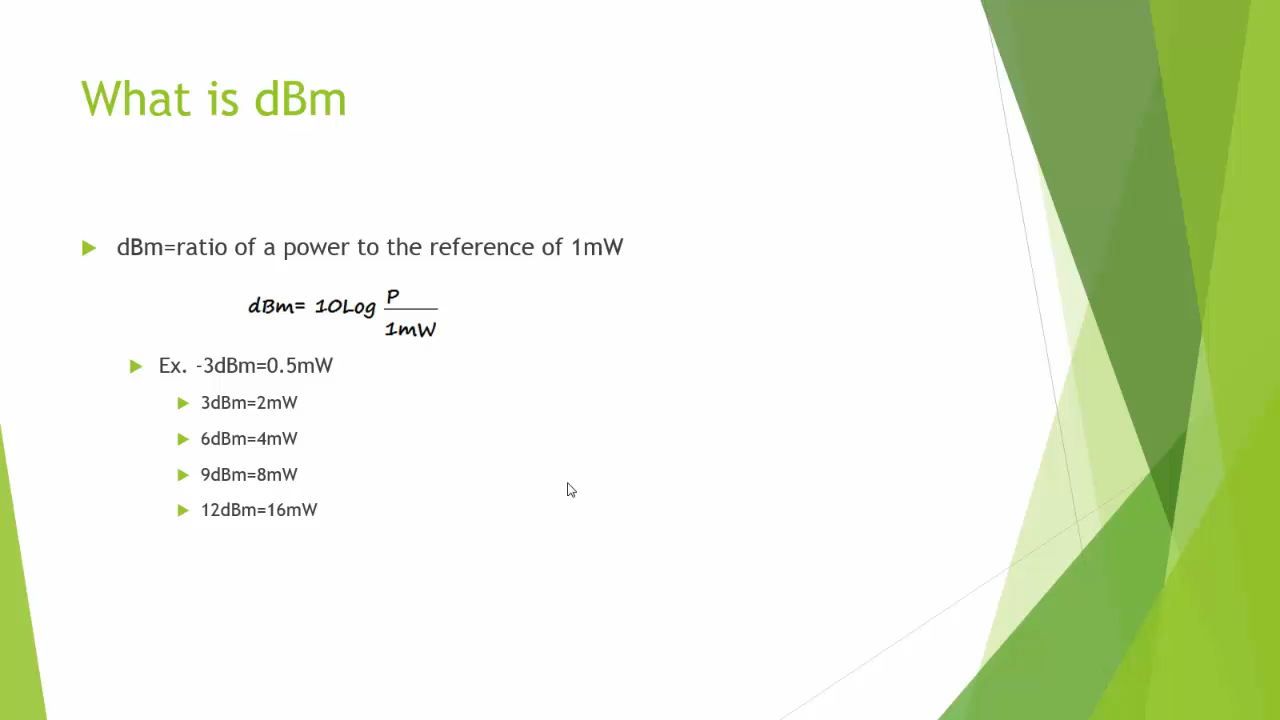 What is dBm
dBm=ratio of a power to the reference of 1mW
dBm= 10Log P
1mW
Ex. -3dBm=0.5mW
3dBm=2mW
6dBm=4mW
9dBm=8mW
12dBm=16mW